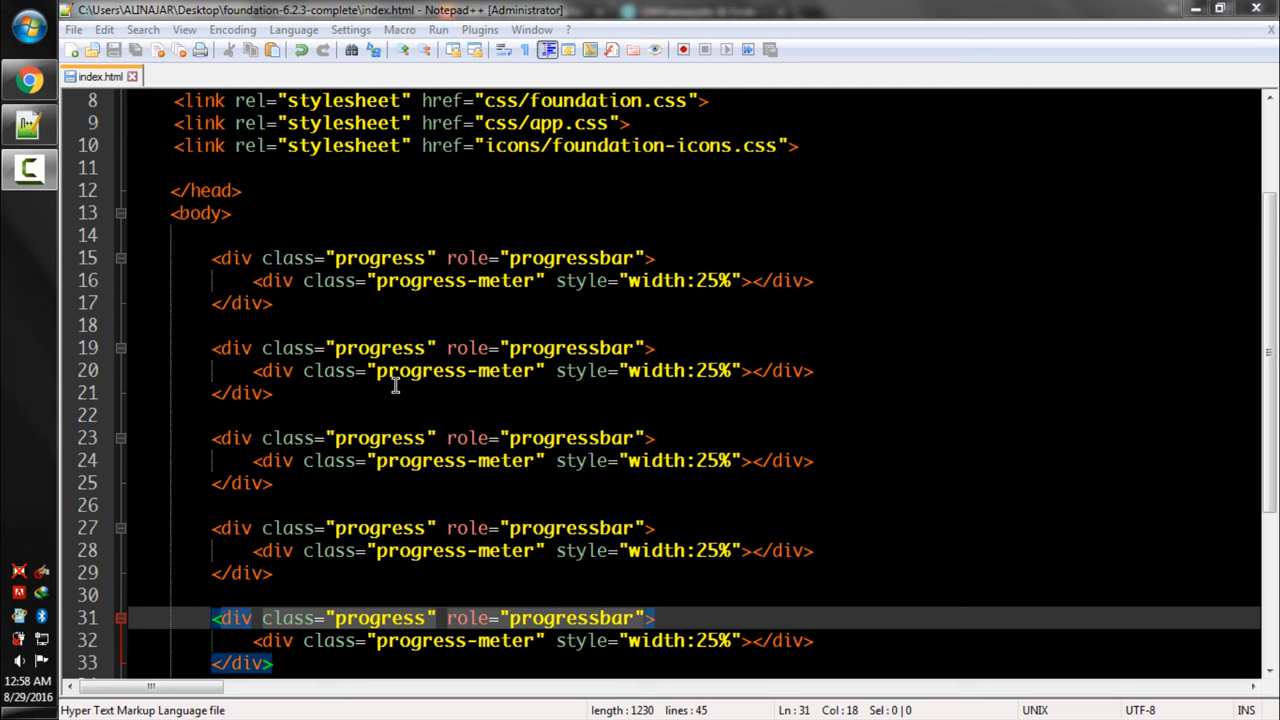 C:\Users\ALINAJAR\Desktop\foundation-6.2.3-complete\index.html - Notepad++ [Administrator]
File Edit Search View Encoding Language Settings Macro Run Plugins Window ? X
index.html
8 <link rel="stylesheet" href="css/foundation.css">
9 <link rel="stylesheet" href="css/app.css">
10 <link rel="stylesheet" href="icons/foundation-icons.css">
11
12 </head>
13 <body>
14
15 <div class="progress" role="progressbar">
16 <div class="progress-meter" style="width:25%"></div>
17 </div>
18
19 <div class="progress" role="progressbar">
20 <div class="progress-meter" style="width:25%"></div>
21 </div>
22
23 <div class="progress" role="progressbar">
24 <div class="progress-meter" style="width:25%"></div>
25 </div>
26
27 <div class="progress" role="progressbar">
28 <div class="progress-meter" style="width:25%"></div>
29 </div>
30
31 <div class="progress" role="progressbar">
32 <div class="progress-meter" style="width:25%"></div>
33 </div>
12:58 AM
8/29/2016
Hyper Text Markup Language file length : 1230 lines : 45 Ln : 31 Col : 18 Sel : 0 | 0 UNIX UTF-8 INS